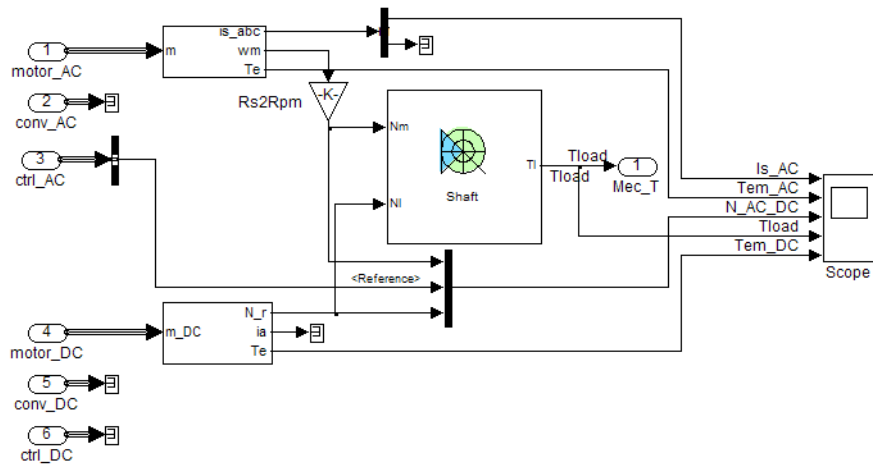 1
motor_AC
m
is_abc
wm
Te
2
conv_AC
Rs2Rpm
-K-
3
ctrl_AC
Nm
Nl
Tl
Shaft
Tload
Tload
1
Mec_T
Is_AC
Tem_AC
N_AC_DC
Tload
Tem_DC
Scope
<Reference>
4
motor_DC
m_DC
N_r
ia
Te
5
conv_DC
6
ctrl_DC